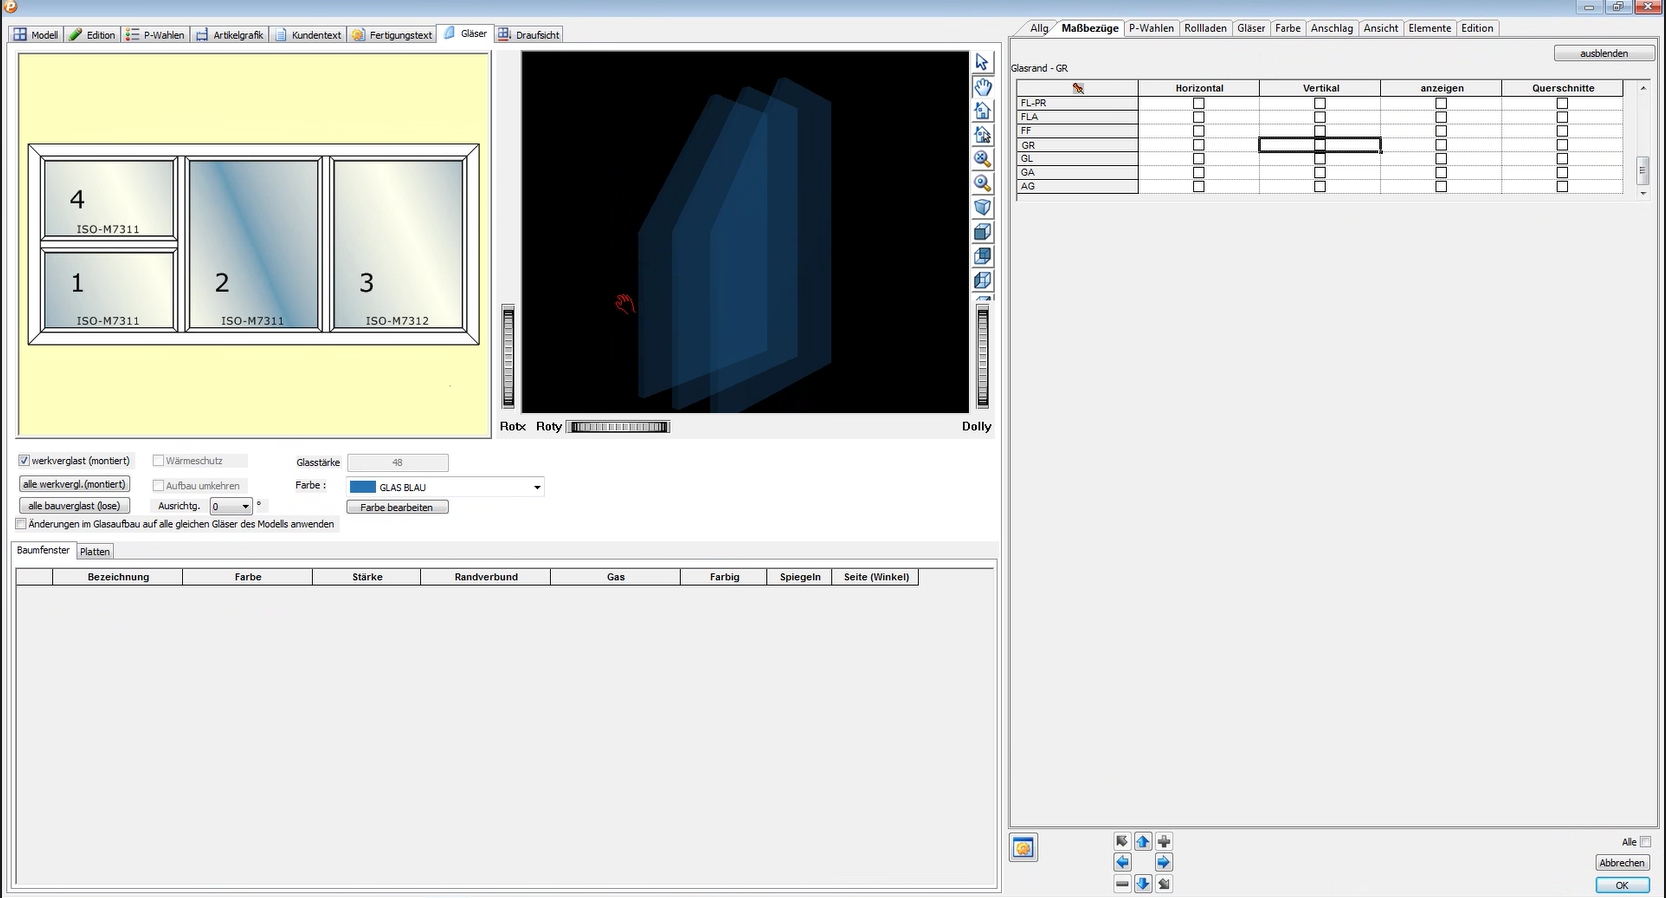 Modell Edition P-Wahlen Artikelgrafik Kundentext Fertigungstext Gläser Draufsicht
4
ISO-M7311
1
ISO-M7311
2
ISO-M7311
3
ISO-M7312
Rotx Roty Dolly
werkverglast (montiert) Wärmeschutz Glasstärke 48
alle werkvergl.(montiert) Aufbau umkehren Farbe : GLAS BLAU
alle bauverglast (lose) Ausrichtg. 0 ° Farbe bearbeiten
Änderungen im Glasaufbau auf alle gleichen Gläser des Modells anwenden
Baumfenster Platten
Bezeichnung Farbe Stärke Randverbund Gas Farbig Spiegeln Seite (Winkel)
Allg Maßbezüge P-Wahlen Rollladen Gläser Farbe Anschlag Ansicht Elemente Edition
ausblenden
Glasrand - GR
Horizontal Vertikal anzeigen Querschnitte
FL-PR
FLA
FF
GR
GL
GA
AG
Alle
Abbrechen
OK